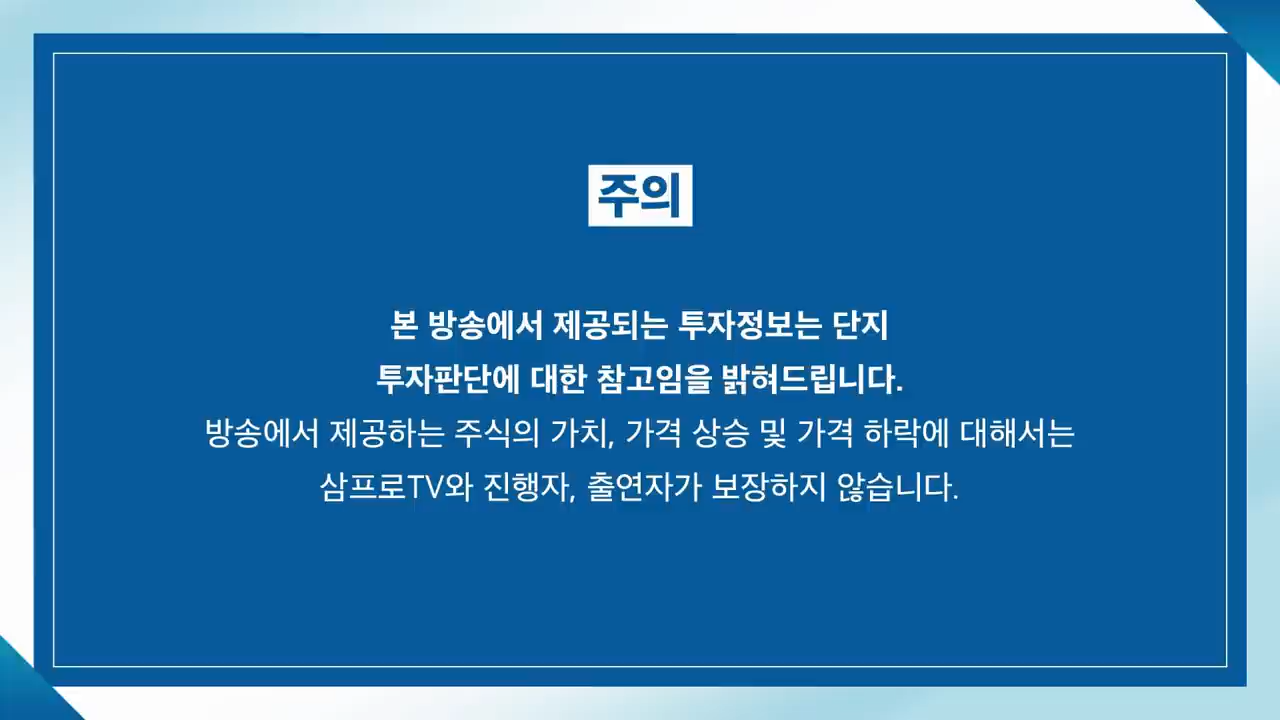 주의
본 방송에서 제공되는 투자정보는 단지
투자판단에 대한 참고임을 밝혀드립니다.
방송에서 제공하는 주식의 가치, 가격 상승 및 가격 하락에 대해서는
삼프로TV와 진행자, 출연자가 보장하지 않습니다.